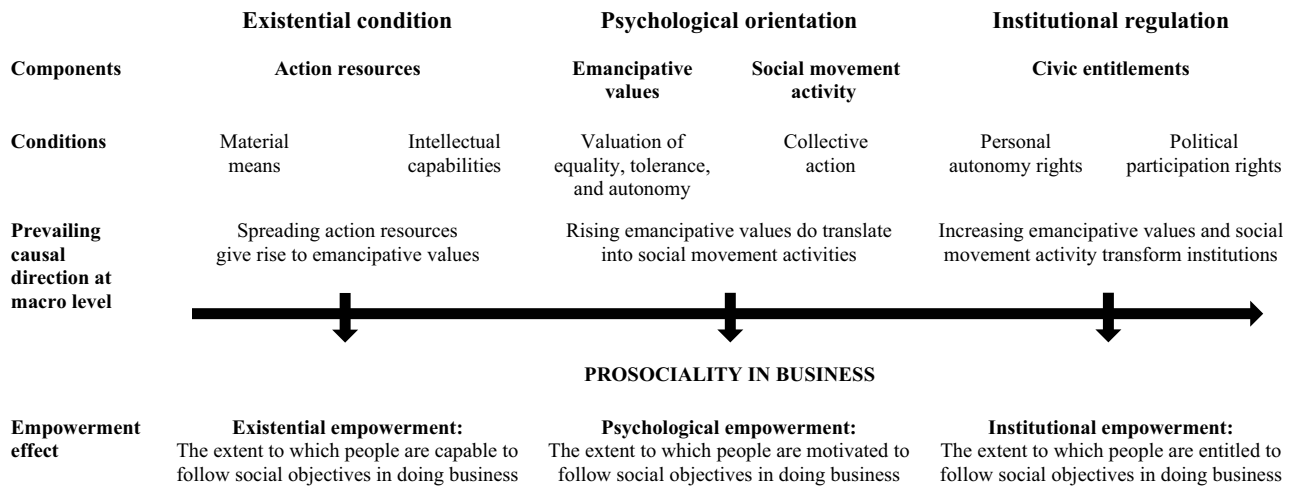 Existential condition Psychological orientation Institutional regulation
Components Action resources Emancipative values Social movement activity Civic entitlements
Conditions Material means Intellectual capabilities Valuation of equality, tolerance, and autonomy Collective action Personal autonomy rights Political participation rights
Prevailing causal direction at macro level
Spreading action resources
give rise to emancipative values
Rising emancipative values do translate
into social movement activities
Increasing emancipative values and social
movement activity transform institutions
PROSOCIALITY IN BUSINESS
Empowerment
effect
Existential empowerment:
The extent to which people are capable to
follow social objectives in doing business
Psychological empowerment:
The extent to which people are motivated to
follow social objectives in doing business
Institutional empowerment:
The extent to which people are entitled to
follow social objectives in doing business